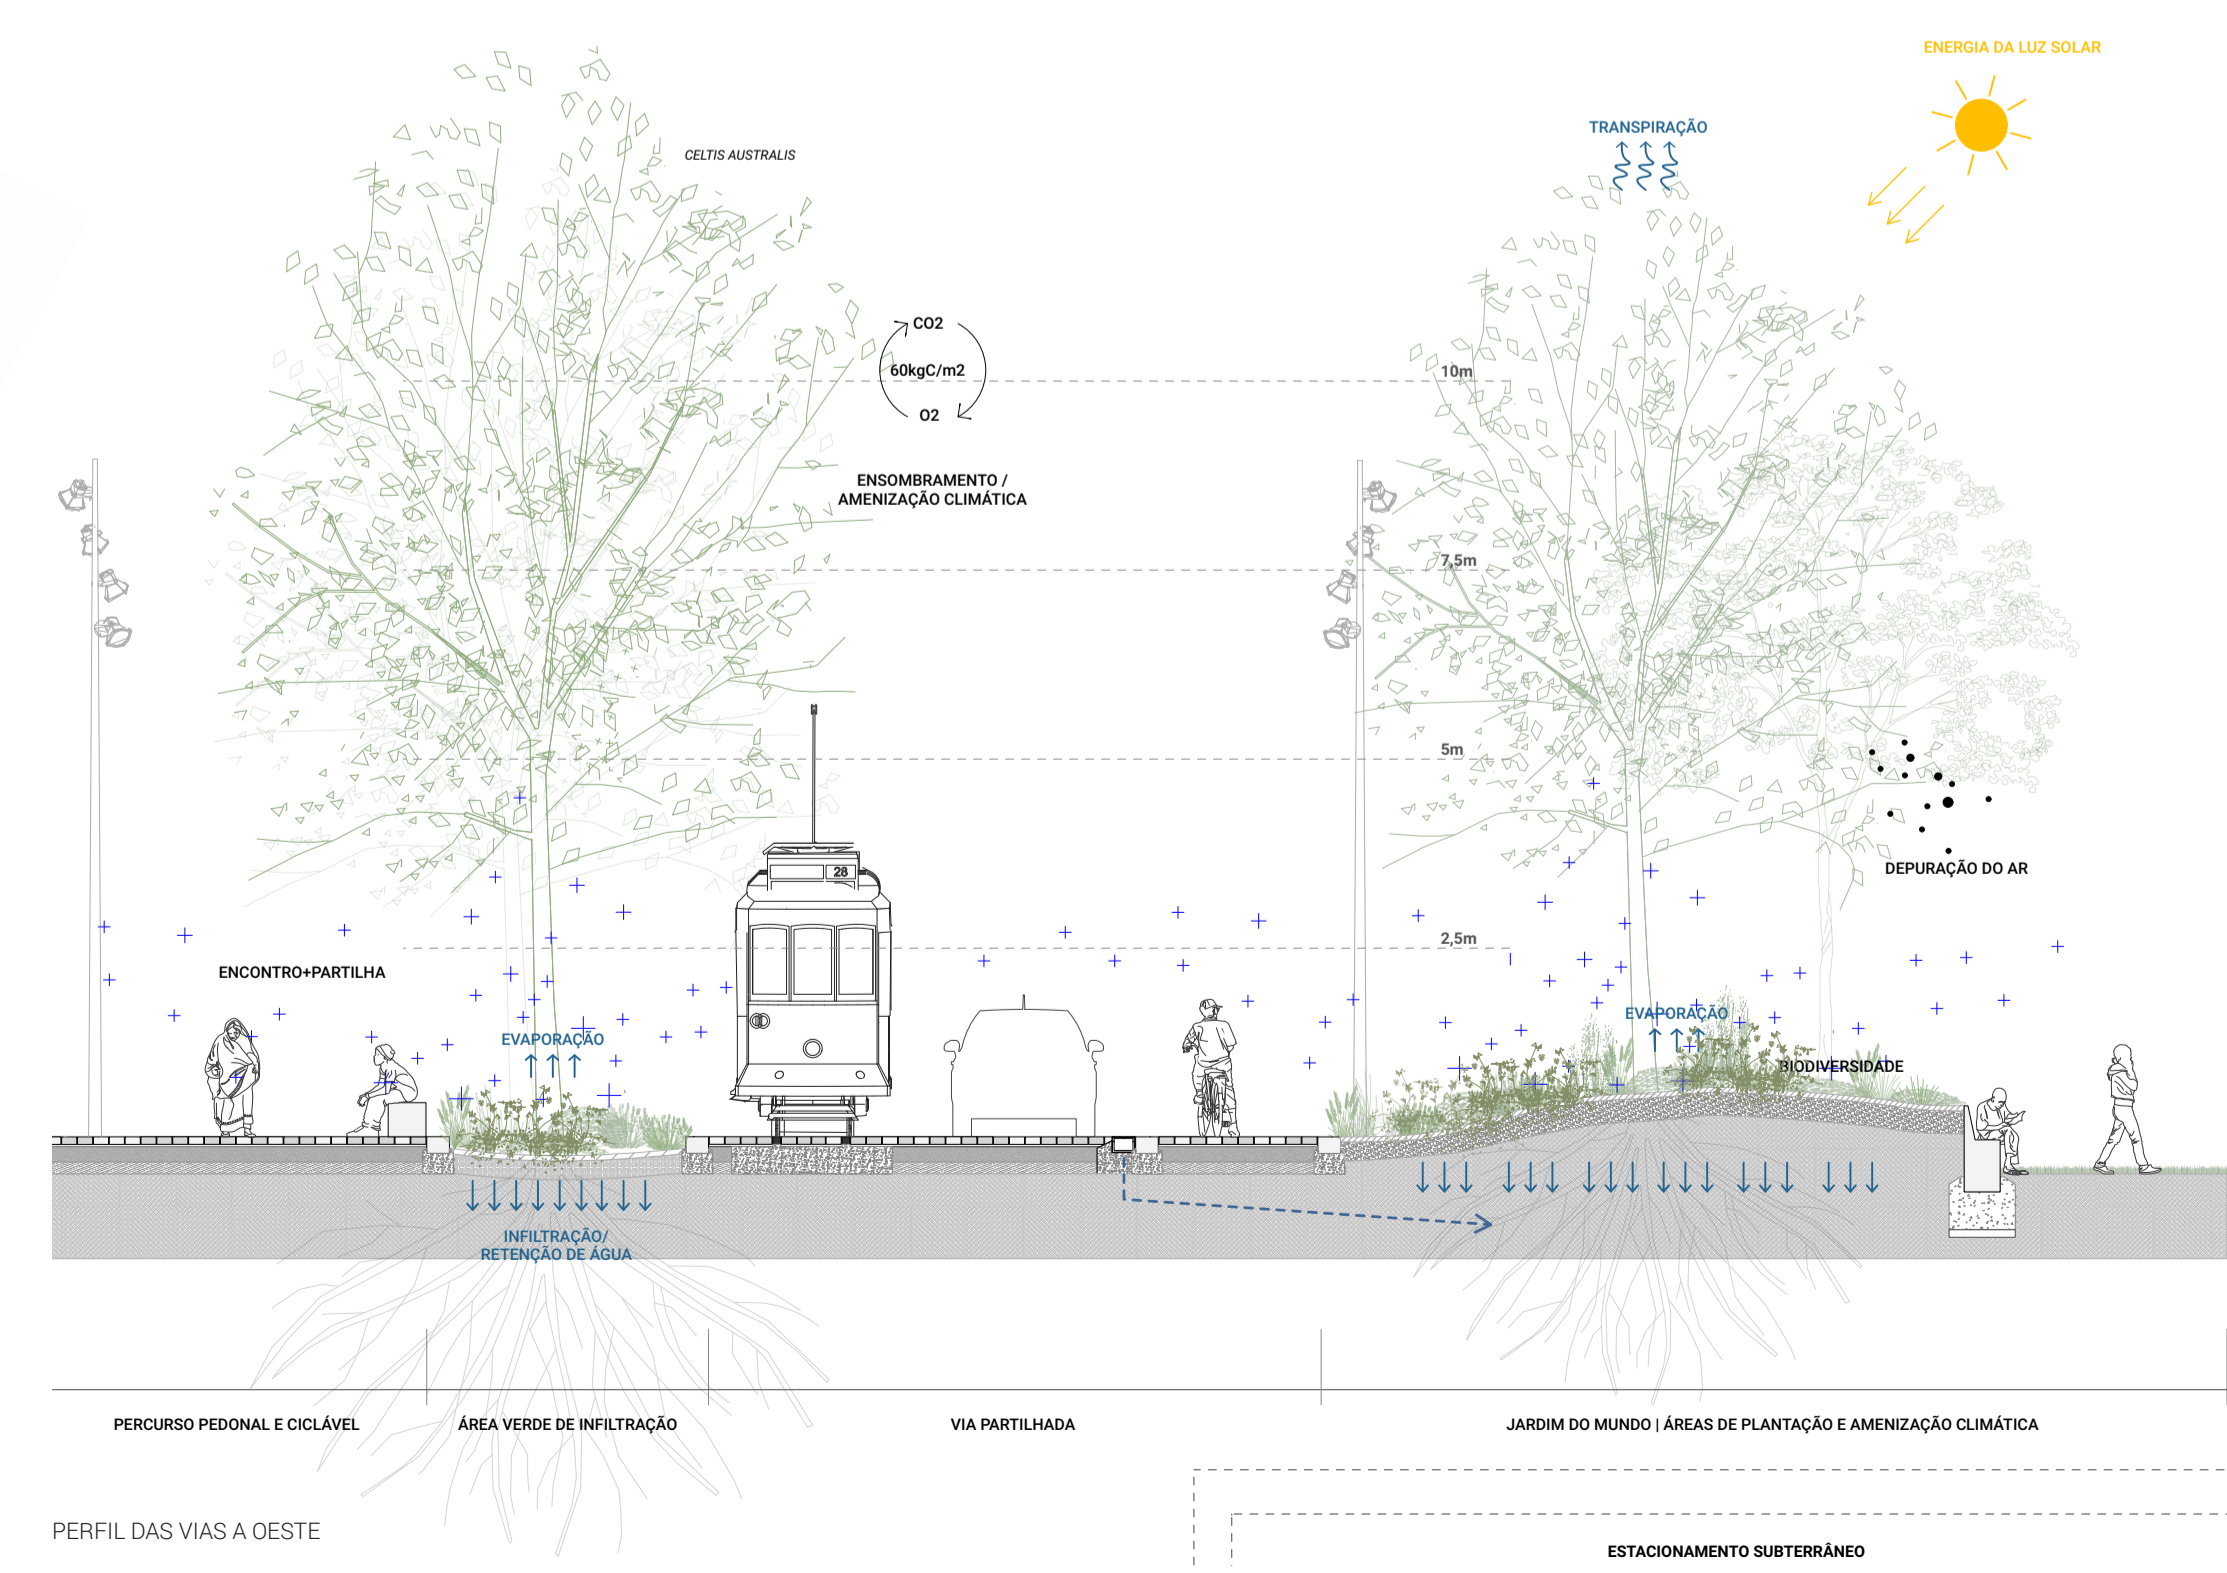 ENERGIA DA LUZ SOLAR
TRANSPIRAÇÃO
CELTIS AUSTRALIS
CO2
60kgC/m2
O2
10m
ENSOMBRAMENTO /
AMENIZAÇÃO CLIMÁTICA
7,5m
5m
28
DEPURAÇÃO DO AR
2,5m
ENCONTRO+PARTILHA
EVAPORAÇÃO
EVAPORAÇÃO
BIODIVERSIDADE
INFILTRAÇÃO/
RETENÇÃO DE ÁGUA
PERCURSO PEDONAL E CICLÁVEL
ÁREA VERDE DE INFILTRAÇÃO
VIA PARTILHADA
JARDIM DO MUNDO | ÁREAS DE PLANTAÇÃO E AMENIZAÇÃO CLIMÁTICA
PERFIL DAS VIAS A OESTE
ESTACIONAMENTO SUBTERRÂNEO